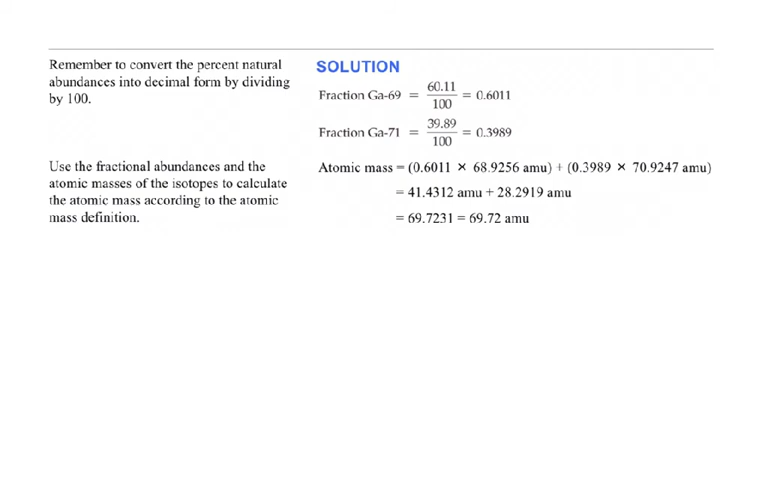 Remember to convert the percent natural
abundances into decimal form by dividing
by 100.
SOLUTION
Fraction Ga-69 = 60.11/100 = 0.6011
Fraction Ga-71 = 39.89/100 = 0.3989
Use the fractional abundances and the
atomic masses of the isotopes to calculate
the atomic mass according to the atomic
mass definition.
Atomic mass = (0.6011 × 68.9256 amu) + (0.3989 × 70.9247 amu)
= 41.4312 amu + 28.2919 amu
= 69.7231 = 69.72 amu